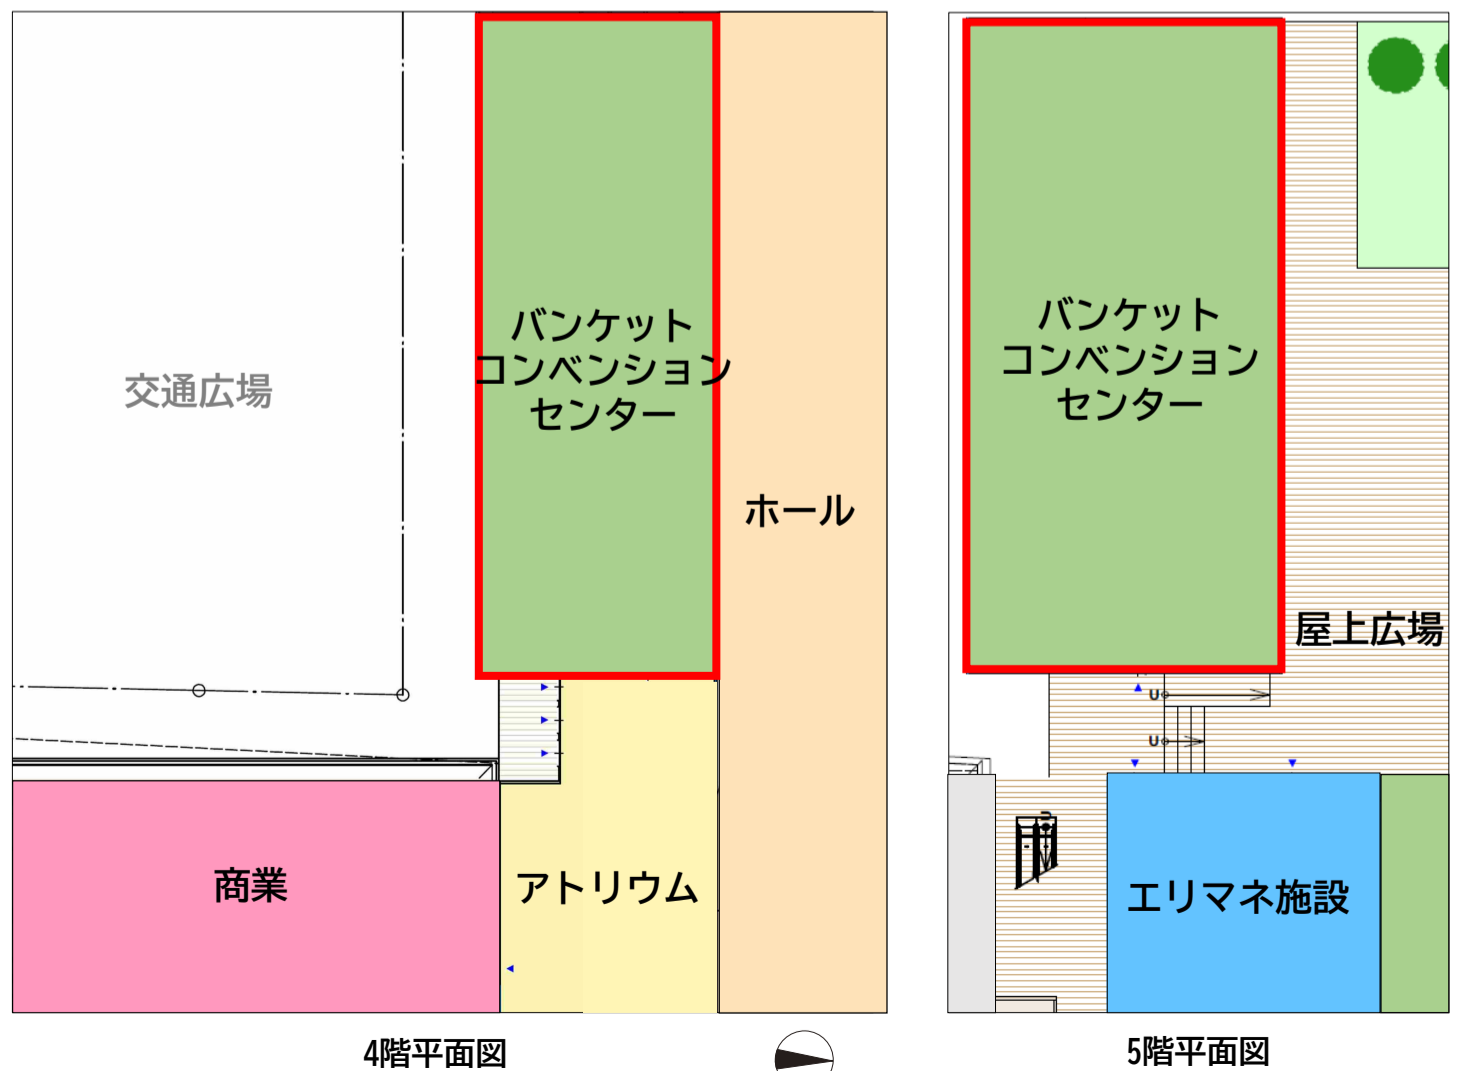 交通広場
バンケット
コンベンション
センター
ホール
商業
アトリウム
4階平面図
バンケット
コンベンション
センター
屋上広場
U
U
U
エリマネ施設
5階平面図